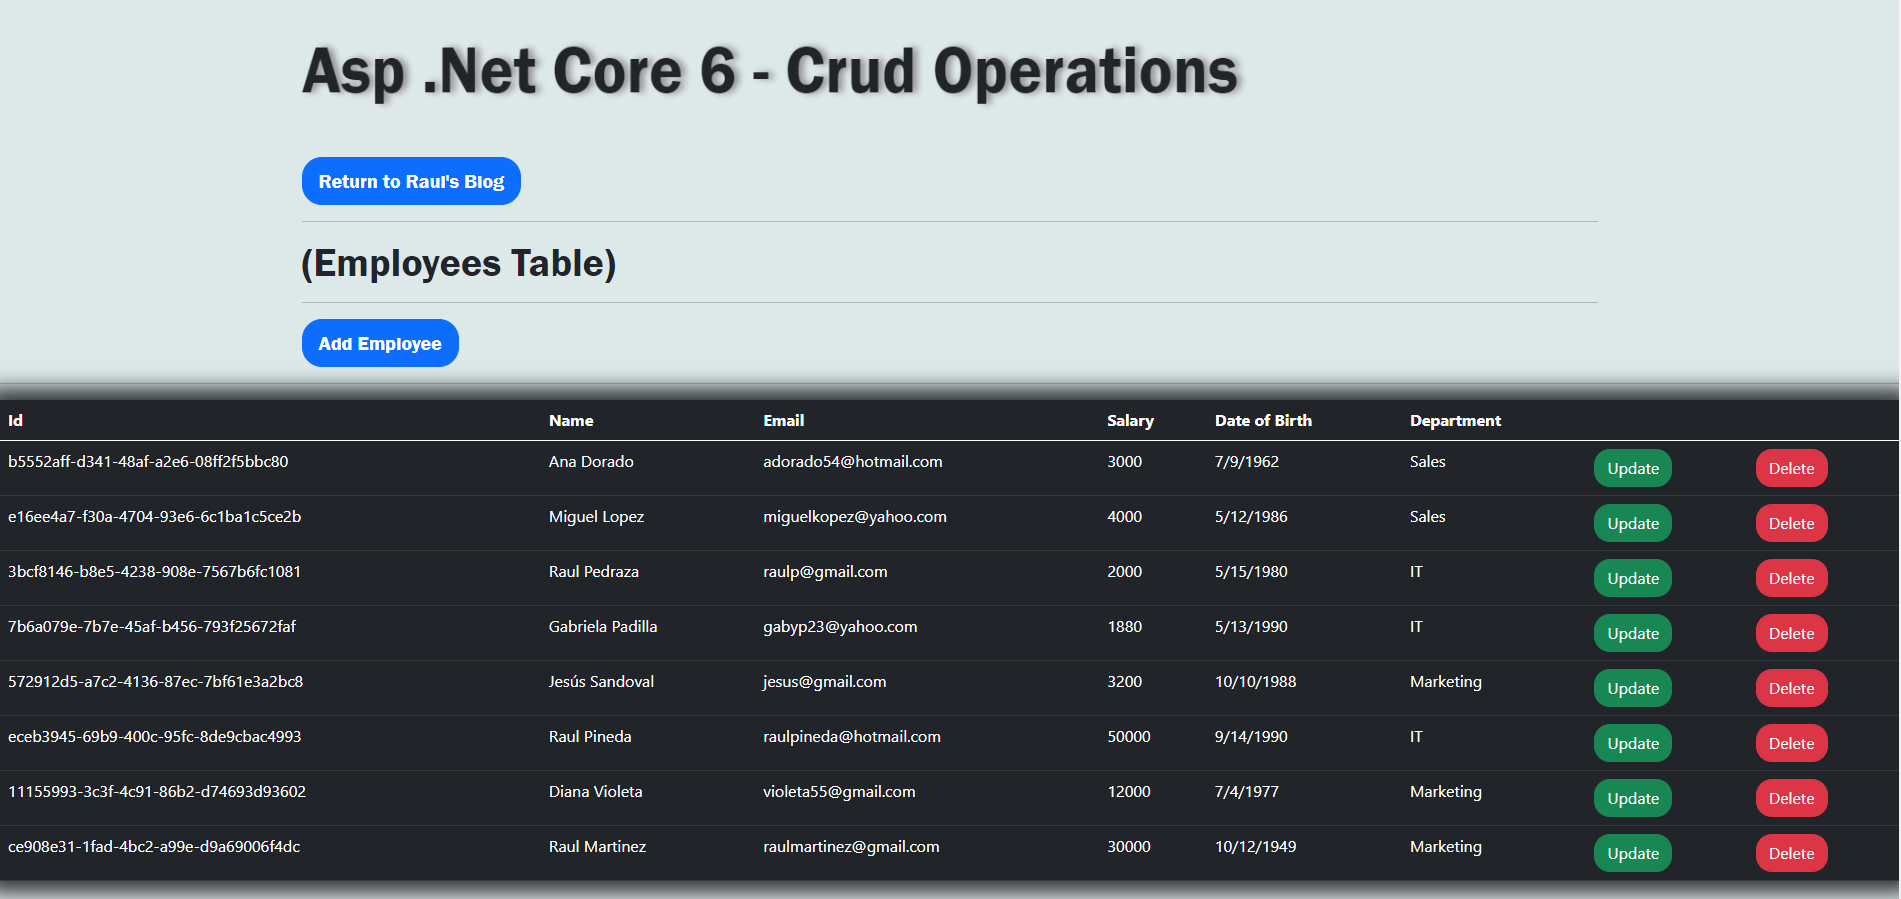 Asp .Net Core 6 - Crud Operations
Return to Raul's Blog
(Employees Table)
Add Employee
Id Name Email Salary Date of Birth Department
b5552aff-d341-48af-a2e6-08ff2f5bbc80 Ana Dorado adorado54@hotmail.com 3000 7/9/1962 Sales Update Delete
e16ee4a7-f30a-4704-93e6-6c1ba1c5ce2b Miguel Lopez miguelkopez@yahoo.com 4000 5/12/1986 Sales Update Delete
3bcf8146-b8e5-4238-908e-7567b6fc1081 Raul Pedraza raulp@gmail.com 2000 5/15/1980 IT Update Delete
7b6a079e-7b7e-45af-b456-793f25672faf Gabriela Padilla gabyp23@yahoo.com 1880 5/13/1990 IT Update Delete
572912d5-a7c2-4136-87ec-7bf61e3a2bc8 Jesús Sandoval jesus@gmail.com 3200 10/10/1988 Marketing Update Delete
eceb3945-69b9-400c-95fc-8de9cbac4993 Raul Pineda raulpineda@hotmail.com 50000 9/14/1990 IT Update Delete
11155993-3c3f-4c91-86b2-d74693d93602 Diana Violeta violeta55@gmail.com 12000 7/4/1977 Marketing Update Delete
ce908e31-1fad-4bc2-a99e-d9a69006f4dc Raul Martinez raulmartinez@gmail.com 30000 10/12/1949 Marketing Update Delete